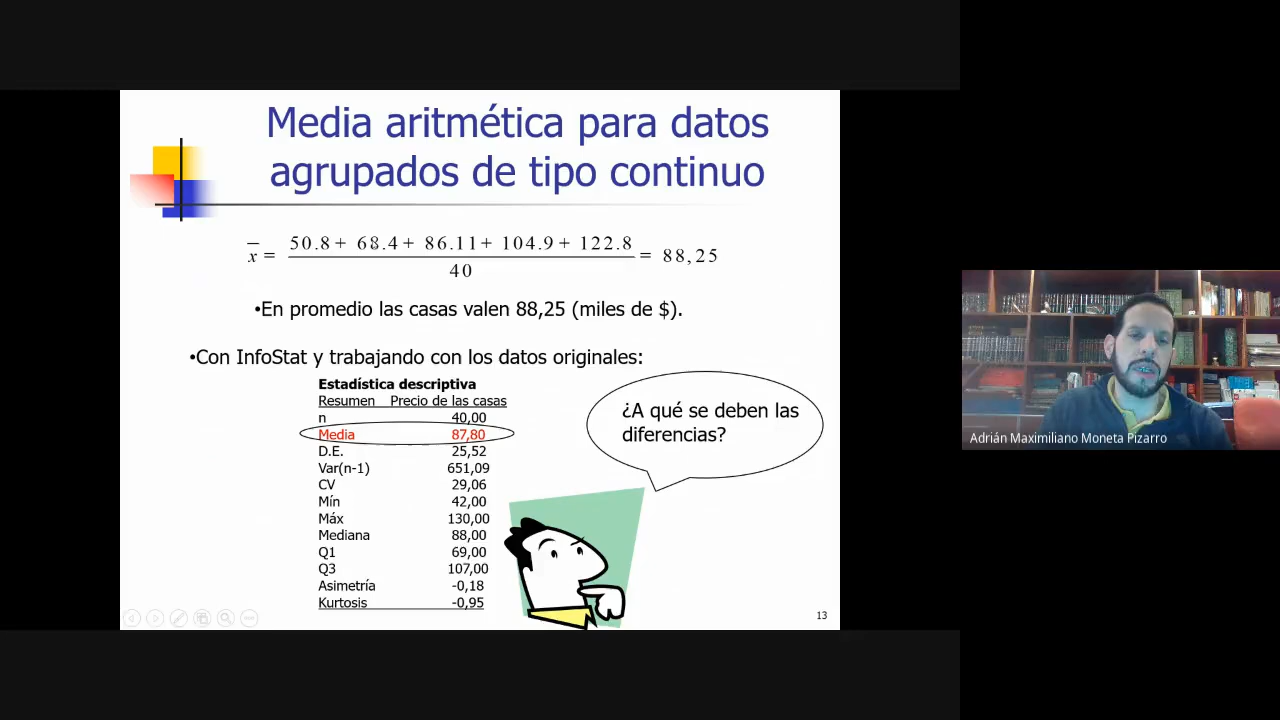 Media aritmética para datos
agrupados de tipo continuo
x̄ = 50.8 + 68.4 + 86.11 + 104.9 + 122.8 / 40 = 88,25
•En promedio las casas valen 88,25 (miles de $).
•Con InfoStat y trabajando con los datos originales:
Estadística descriptiva
Resumen Precio de las casas
n 40,00
Media 87,80
D.E. 25,52
Var(n-1) 651,09
CV 29,06
Mín 42,00
Máx 130,00
Mediana 88,00
Q1 69,00
Q3 107,00
Asimetría -0,18
Kurtosis -0,95
¿A qué se deben las
diferencias?
13
Adrián Maximiliano Moneta Pizarro